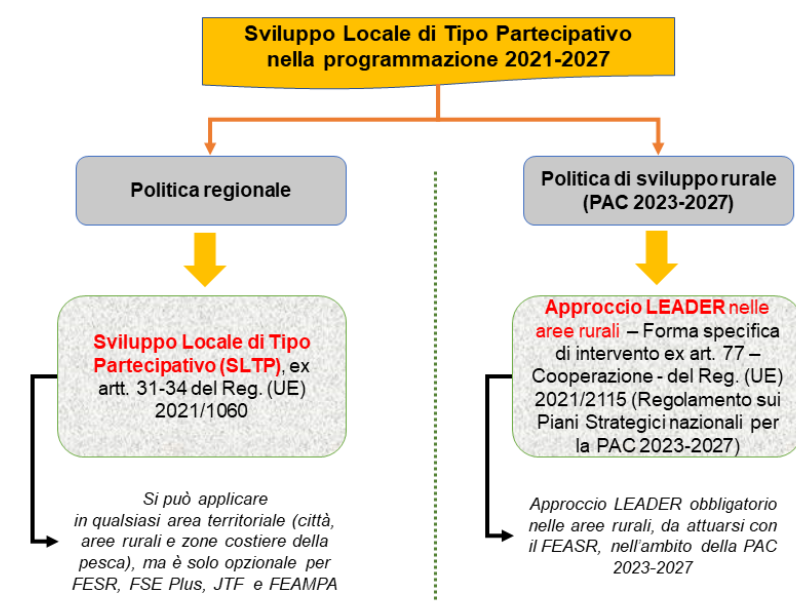 Sviluppo Locale di Tipo Partecipativo
nella programmazione 2021-2027
Politica regionale
Sviluppo Locale di Tipo
Partecipativo (SLTP), ex
artt. 31-34 del Reg. (UE)
2021/1060
Si può applicare
in qualsiasi area territoriale (città,
aree rurali e zone costiere della
pesca), ma è solo opzionale per
FESR, FSE Plus, JTF e FEAMPA
Politica di sviluppo rurale
(PAC 2023-2027)
Approccio LEADER nelle
aree rurali – Forma specifica
di intervento ex art. 77 –
Cooperazione - del Reg. (UE)
2021/2115 (Regolamento sui
Piani Strategici nazionali per
la PAC 2023-2027)
Approccio LEADER obbligatorio
nelle aree rurali, da attuarsi con
il FEASR, nell'ambito della PAC
2023-2027